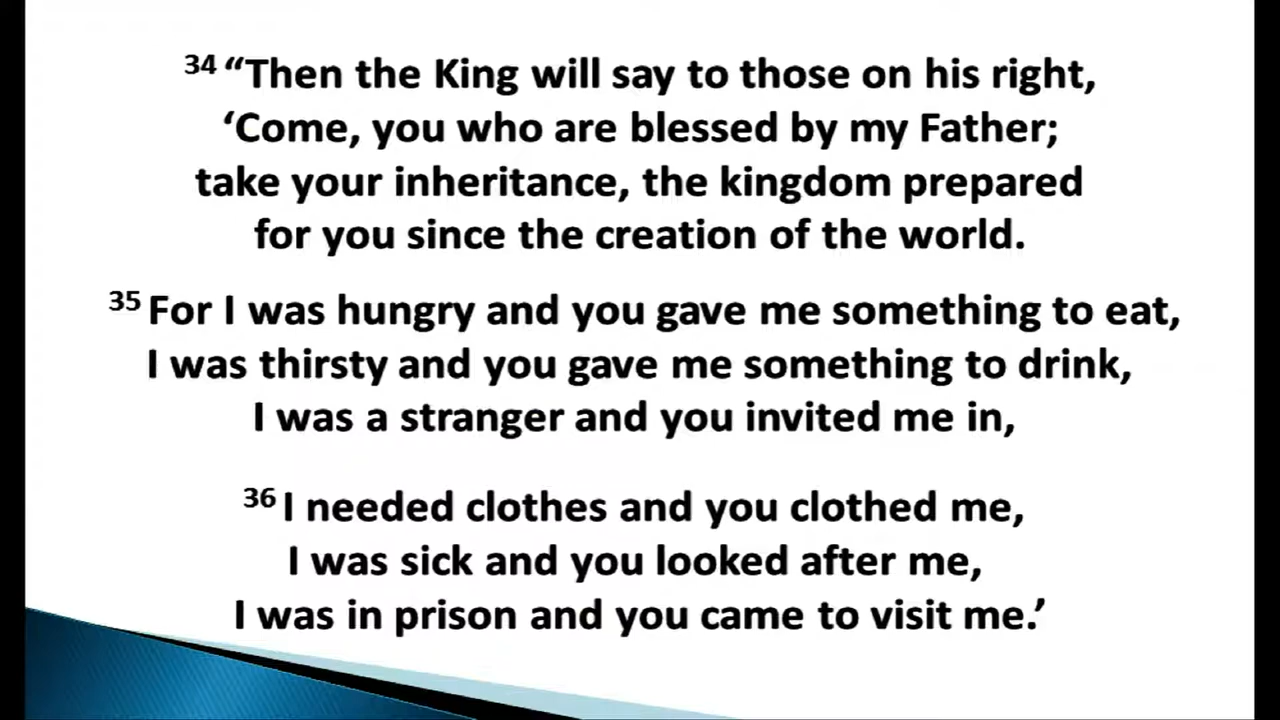 34 “Then the King will say to those on his right,
‘Come, you who are blessed by my Father;
take your inheritance, the kingdom prepared
for you since the creation of the world.
35 For I was hungry and you gave me something to eat,
I was thirsty and you gave me something to drink,
I was a stranger and you invited me in,
36 I needed clothes and you clothed me,
I was sick and you looked after me,
I was in prison and you came to visit me.’